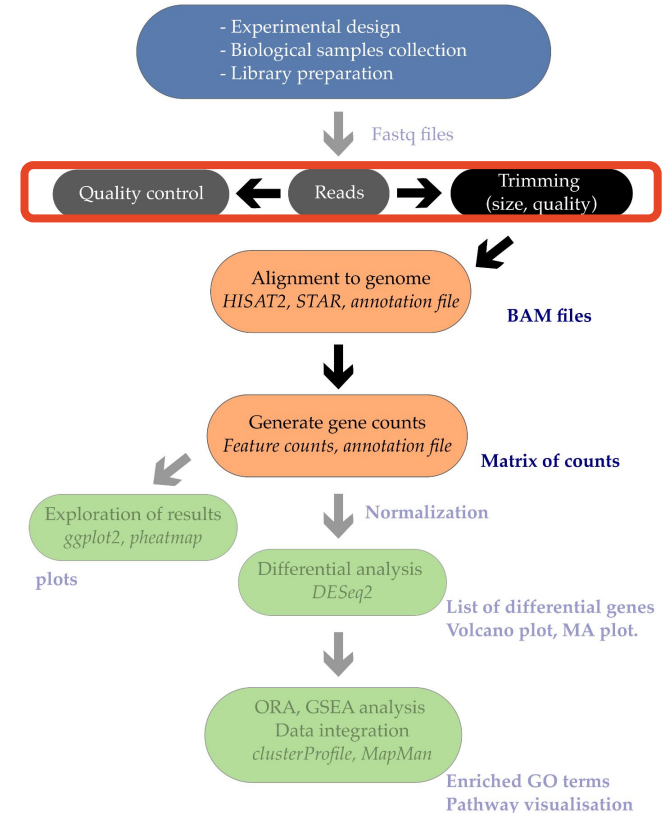 - Experimental design
- Biological samples collection
- Library preparation
Fastq files
Quality control
Reads
Trimming
(size, quality)
Alignment to genome
HISAT2, STAR, annotation file
BAM files
Generate gene counts
Feature counts, annotation file
Matrix of counts
Exploration of results
ggplot2, pheatmap
plots
Normalization
Differential analysis
DESeq2
List of differential genes
Volcano plot, MA plot.
ORA, GSEA analysis
Data integration
clusterProfile, MapMan
Enriched GO terms
Pathway visualisation